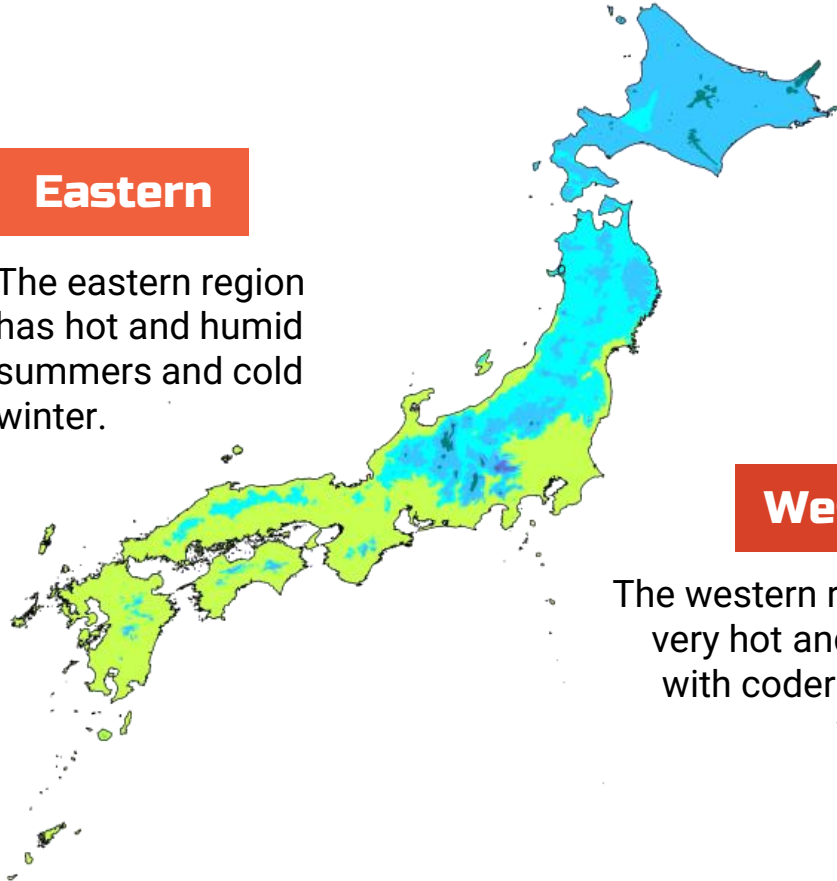 Eastern
The eastern region
has hot and humid
summers and cold
winter.
We
The western
very hot and
with coder